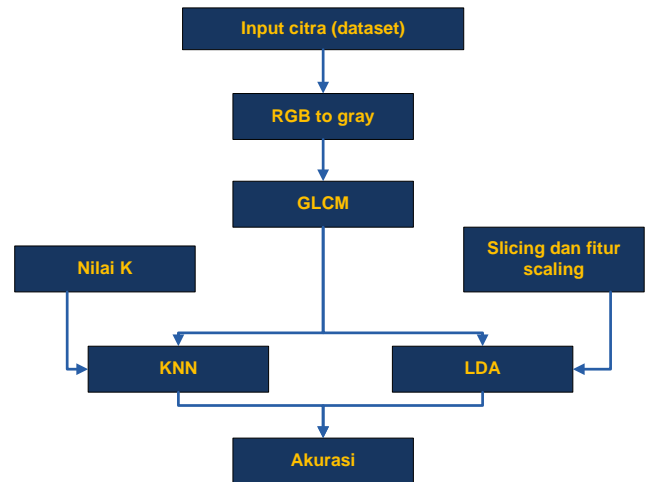 Input citra (dataset)
RGB to gray
GLCM
Nilai K
Slicing dan fitur
scaling
KNN
LDA
Akurasi